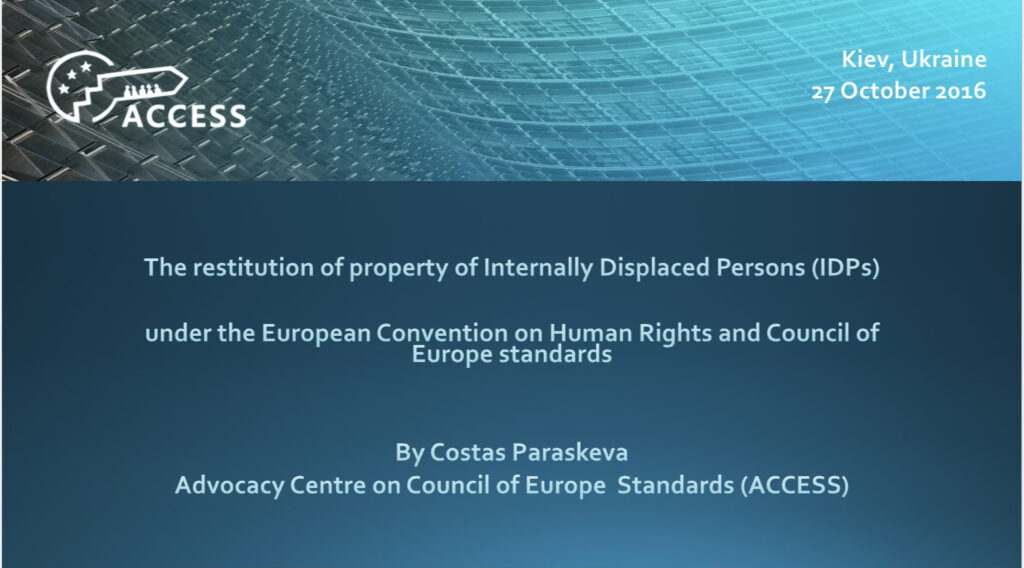 ACCESS
Kiev, Ukraine
27 October 2016
The restitution of property of Internally Displaced Persons (IDPs)
under the European Convention on Human Rights and Council of
Europe standards
By Costas Paraskeva
Advocacy Centre on Council of Europe  Standards (ACCESS)